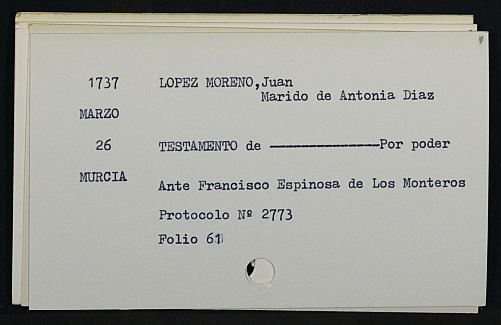 1737 LOPEZ MORENO,Juan
Marido de Antonia Diaz
MARZO
26 TESTAMENTO de ---------------Por poder
MURCIA
Ante Francisco Espinosa de Los Monteros
Protocolo Nº 2773
Folio 61